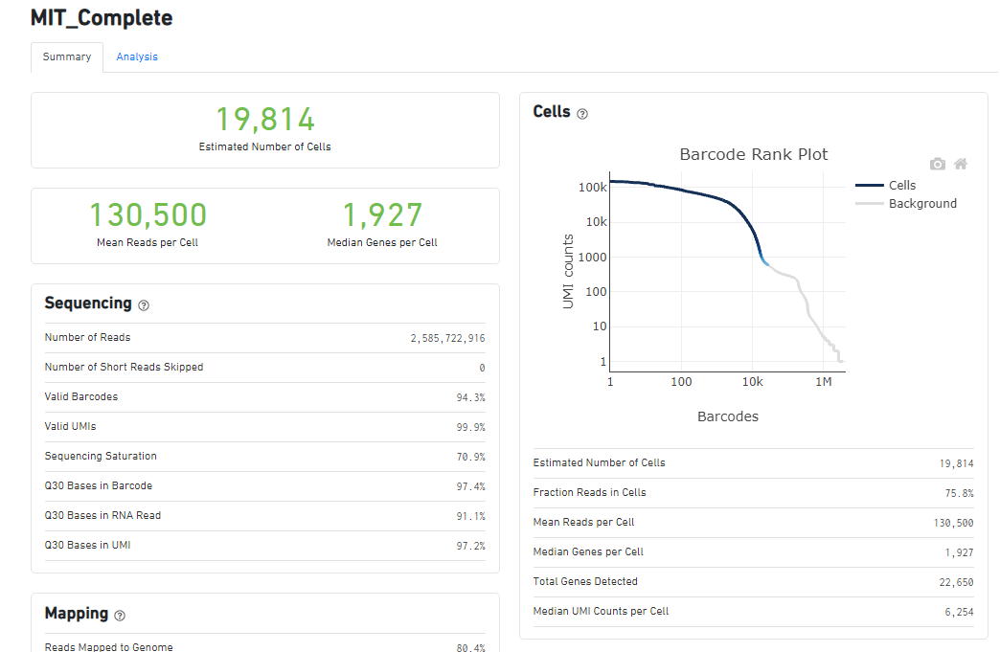 MIT_Complete
Summary Analysis
19,814
Estimated Number of Cells
130,500
Mean Reads per Cell
1,927
Median Genes per Cell
Sequencing ?
Number of Reads 2,585,722,916
Number of Short Reads Skipped 0
Valid Barcodes 94.3%
Valid UMIs 99.9%
Sequencing Saturation 70.9%
Q30 Bases in Barcode 97.4%
Q30 Bases in RNA Read 91.1%
Q30 Bases in UMI 97.2%
Mapping ?
Reads Mapped to Genome 80.4%
Cells ?
Barcode Rank Plot
Cells
Background
UMI counts
100k
10k
1000
100
10
1
1 100 10k 1M
Barcodes
Estimated Number of Cells 19,814
Fraction Reads in Cells 75.8%
Mean Reads per Cell 130,500
Median Genes per Cell 1,927
Total Genes Detected 22,650
Median UMI Counts per Cell 6,254